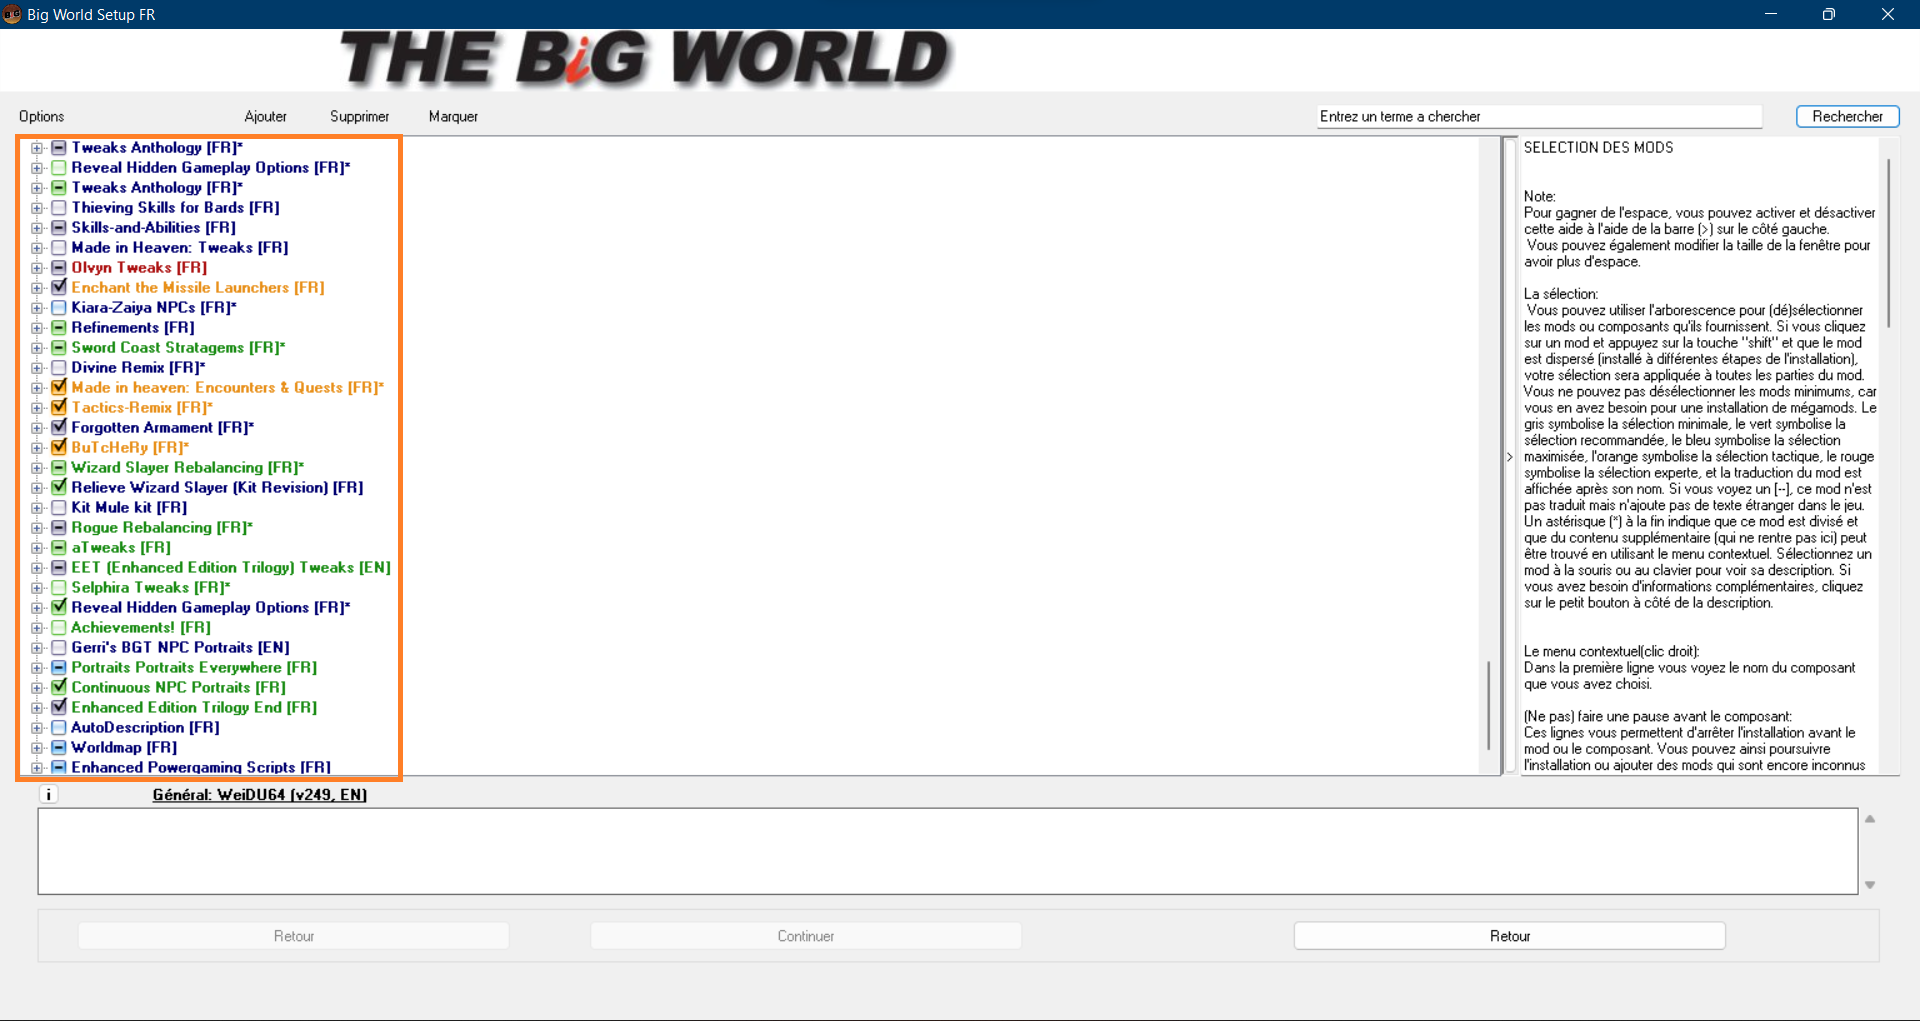 Big World Setup FR
THE BiG WORLD
Options
Ajouter
Supprimer
Marquer
Entrez un terme a chercher
Rechercher
Tweaks Anthology [FR]*
Reveal Hidden Gameplay Options [FR]*
Tweaks Anthology [FR]*
Thieving Skills for Bards [FR]
Skills-and-Abilities [FR]
Made in Heaven: Tweaks [FR]
Olvyn Tweaks [FR]
Enchant the Missile Launchers [FR]
Kiara-Zaiya NPCs [FR]*
Refinements [FR]
Sword Coast Stratagems [FR]*
Divine Remix [FR]*
Made in heaven: Encounters & Quests [FR]*
Tactics-Remix [FR]*
Forgotten Armament [FR]*
BuTcHeRy [FR]*
Wizard Slayer Rebalancing [FR]*
Relieve Wizard Slayer (Kit Revision) [FR]
Kit Mule kit [FR]
Rogue Rebalancing [FR]*
aTweaks [FR]
EET (Enhanced Edition Trilogy) Tweaks [EN]
Selphira Tweaks [FR]*
Reveal Hidden Gameplay Options [FR]*
Achievements! [FR]
Gerri's BGT NPC Portraits [EN]
Portraits Portraits Everywhere [FR]
Continuous NPC Portraits [FR]
Enhanced Edition Trilogy End [FR]
AutoDescription [FR]
Worldmap [FR]
Enhanced Powergaming Scripts [FR]
>
SELECTION DES MODS
Note:
Pour gagner de l'espace, vous pouvez activer et désactiver
cette aide à l'aide de la barre (>) sur le côté gauche.
Vous pouvez également modifier la taille de la fenêtre pour
avoir plus d'espace.
La sélection:
Vous pouvez utiliser l'arborescence pour (dé)sélectionner
les mods ou composants qu'ils fournissent. Si vous cliquez
sur un mod et appuyez sur la touche "shift" et que le mod
est dispersé (installé à différentes étapes de l'installation),
votre sélection sera appliquée à toutes les parties du mod.
Vous ne pouvez pas désélectionner les mods minimums, car
vous en avez besoin pour une installation de mégamods. Le
gris symbolise la sélection minimale, le vert symbolise la
sélection recommandée, le bleu symbolise la sélection
maximisée, l'orange symbolise la sélection tactique, le rouge
symbolise la sélection experte, et la traduction du mod est
affichée après son nom. Si vous voyez un [--], ce mod n'est
pas traduit mais n'ajoute pas de texte étranger dans le jeu.
Un astérisque (*) à la fin indique que ce mod est divisé et
que du contenu supplémentaire (qui ne rentre pas ici) peut
être trouvé en utilisant le menu contextuel. Sélectionnez un
mod à la souris ou au clavier pour voir sa description. Si
vous avez besoin d'informations complémentaires, cliquez
sur le petit bouton à côté de la description.
Le menu contextuel(clic droit):
Dans la première ligne vous voyez le nom du composant
que vous avez choisi.
(Ne pas) faire une pause avant le composant:
Ces lignes vous permettent d'arrêter l'installation avant le
mod ou le composant. Vous pouvez ainsi poursuivre
l'installation ou ajouter des mods qui sont encore inconnus
i
Général: WeiDU64 (v249, EN)
Retour
Continuer
Retour